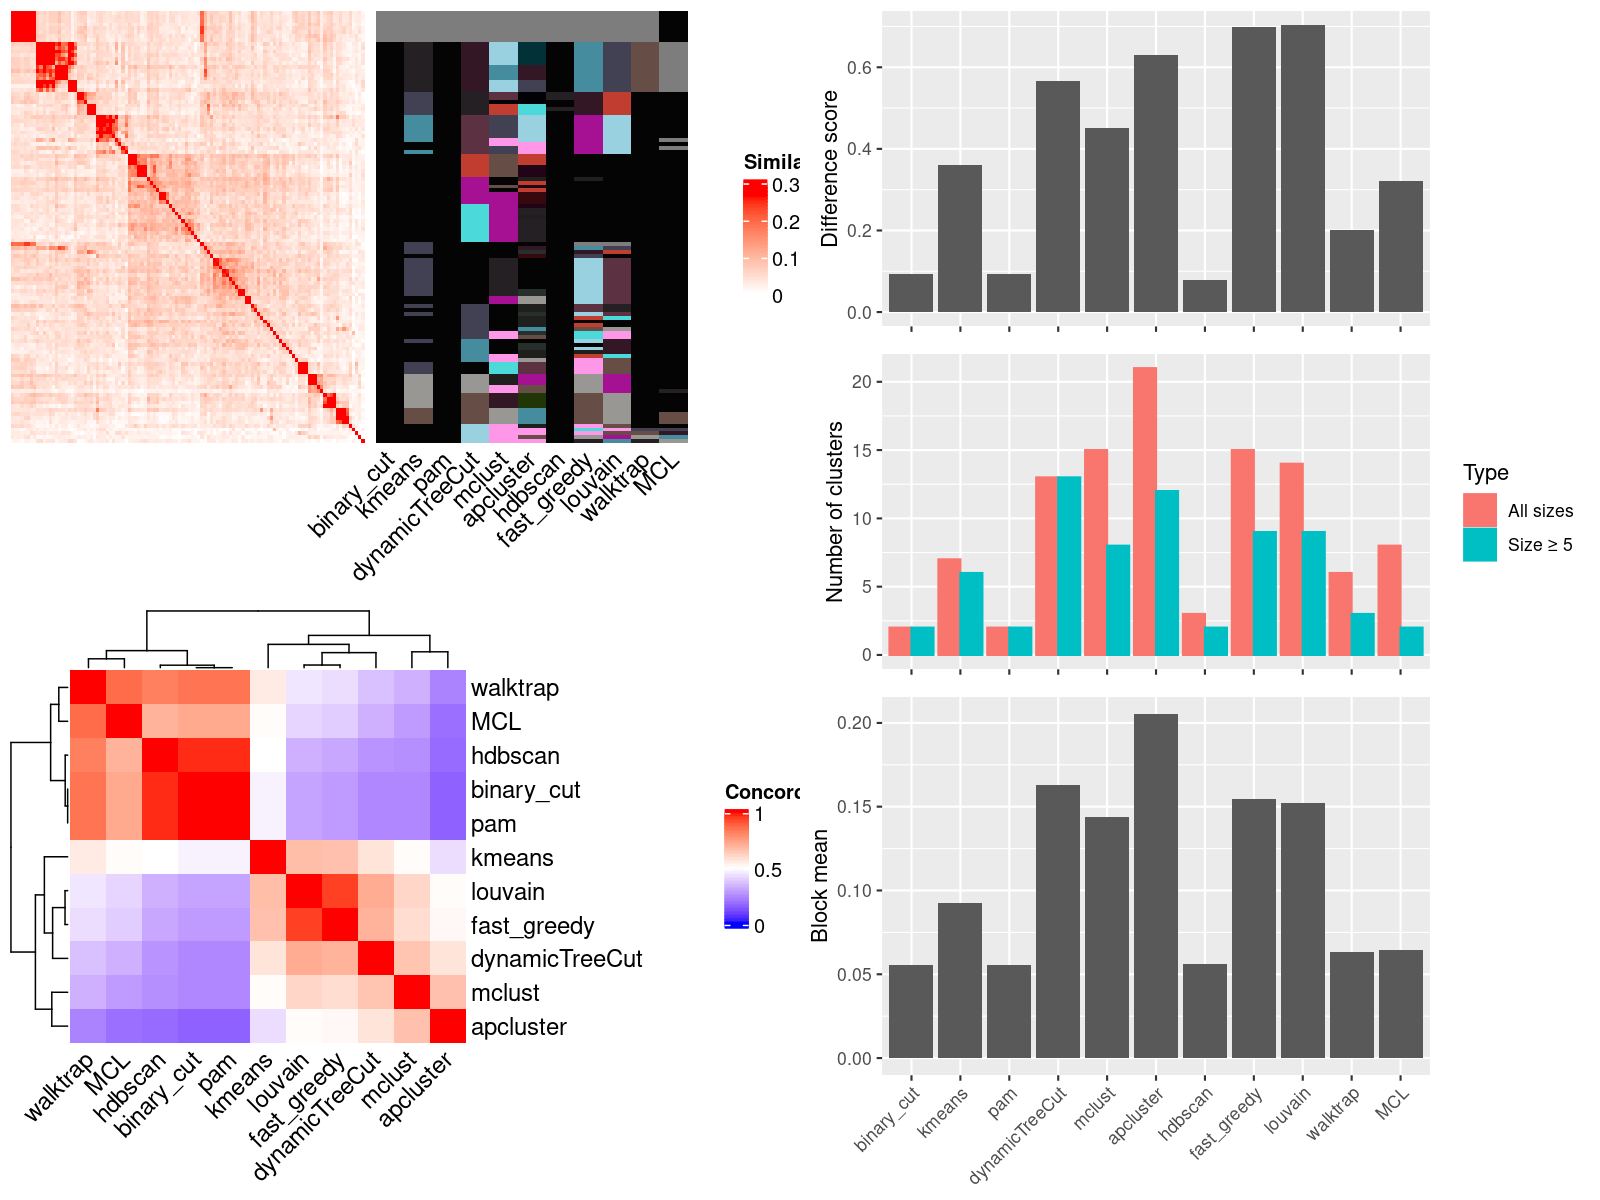 Simila
0.3
0.2
0.1
0
binary_cut
kmeans
pam
dynamicTreeCut
mclust
apcluster
hdbscan
fast_greedy
louvain
walktrap
MCL
walktrap
MCL
hdbscan
binary_cut
pam
kmeans
louvain
fast_greedy
dynamicTreeCut
mclust
apcluster
walktrap
MCL
hdbscan
binary_cut
pam
kmeans
louvain
fast_greedy
dynamicTreeCut
mclust
apcluster
Concord
1
0.5
0
Difference score
0.6
0.4
0.2
0.0
Number of clusters
20
15
10
5
0
Type
All sizes
Size ≥ 5
Block mean
0.20
0.15
0.10
0.05
0.00
binary_cut
kmeans
pam
dynamicTreeCut
mclust
apcluster
hdbscan
fast_greedy
louvain
walktrap
MCL